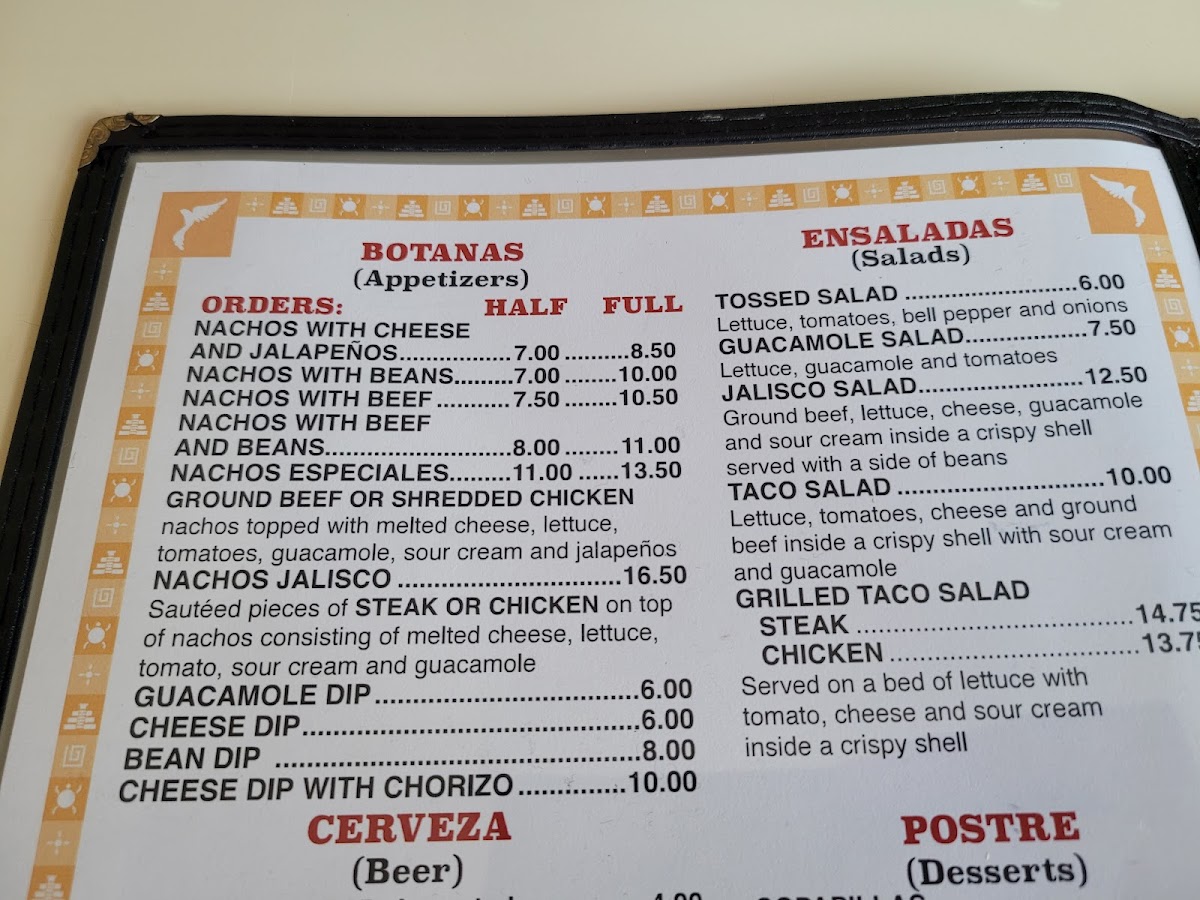 BOTANAS
(Appetizers)
ORDERS: HALF FULL
NACHOS WITH CHEESE
AND JALAPEÑOS..................7.00 ..........8.50
NACHOS WITH BEANS.........7.00 ........10.00
NACHOS WITH BEEF ...........7.50 ........10.50
NACHOS WITH BEEF
AND BEANS.................................8.00 ........11.00
NACHOS ESPECIALES.........11.00 ......13.50
GROUND BEEF OR SHREDDED CHICKEN
nachos topped with melted cheese, lettuce,
tomatoes, guacamole, sour cream and jalapeños
NACHOS JALISCO ................................16.50
Sautéed pieces of STEAK OR CHICKEN on top
of nachos consisting of melted cheese, lettuce,
tomato, sour cream and guacamole
GUACAMOLE DIP....................................6.00
CHEESE DIP..............................................6.00
BEAN DIP .................................................8.00
CHEESE DIP WITH CHORIZO ..............10.00
CERVEZA
(Beer)
ENSALADAS
(Salads)
TOSSED SALAD ..........................6.00
Lettuce, tomatoes, bell pepper and onions
GUACAMOLE SALAD..................7.50
Lettuce, guacamole and tomatoes
JALISCO SALAD.........................12.50
Ground beef, lettuce, cheese, guacamole
and sour cream inside a crispy shell
served with a side of beans
TACO SALAD ...............................10.00
Lettuce, tomatoes, cheese and ground
beef inside a crispy shell with sour cream
and guacamole
GRILLED TACO SALAD
STEAK ........................................14.75
CHICKEN ....................................13.7
Served on a bed of lettuce with
tomato, cheese and sour cream
inside a crispy shell
POSTRE
(Desserts)